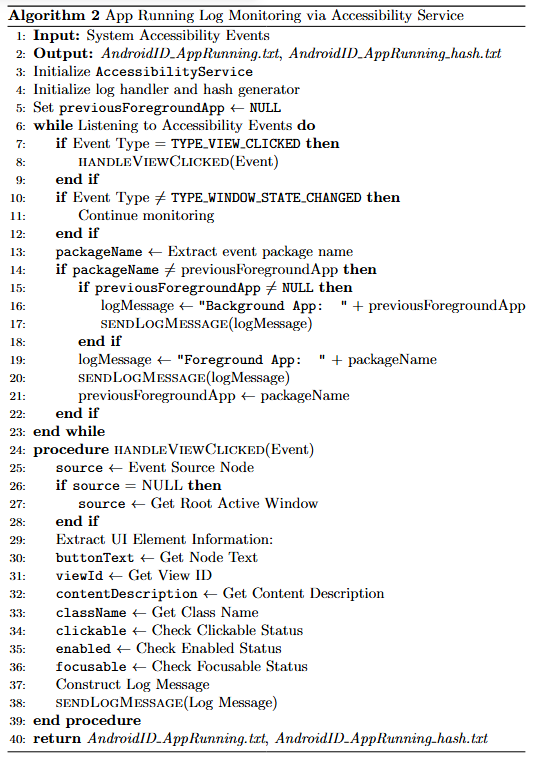 Algorithm 2 App Running Log Monitoring via Accessibility Service
1: Input: System Accessibility Events
2: Output: AndroidID_AppRunning.txt, AndroidID_AppRunning_hash.txt
3: Initialize AccessibilityService
4: Initialize log handler and hash generator
5: Set previousForegroundApp ← NULL
6: while Listening to Accessibility Events do
7: if Event Type = TYPE_VIEW_CLICKED then
8: HANDLEVIEWCLICKED(Event)
9: end if
10: if Event Type ≠ TYPE_WINDOW_STATE_CHANGED then
11: Continue monitoring
12: end if
13: packageName ← Extract event package name
14: if packageName ≠ previousForegroundApp then
15: if previousForegroundApp ≠ NULL then
16: logMessage ← "Background App: " + previousForegroundApp
17: SENDLOGMESSAGE(logMessage)
18: end if
19: logMessage ← "Foreground App: " + packageName
20: SENDLOGMESSAGE(logMessage)
21: previousForegroundApp ← packageName
22: end if
23: end while
24: procedure HANDLEVIEWCLICKED(Event)
25: source ← Event Source Node
26: if source = NULL then
27: source ← Get Root Active Window
28: end if
29: Extract UI Element Information:
30: buttonText ← Get Node Text
31: viewId ← Get View ID
32: contentDescription ← Get Content Description
33: className ← Get Class Name
34: clickable ← Check Clickable Status
35: enabled ← Check Enabled Status
36: focusable ← Check Focusable Status
37: Construct Log Message
38: SENDLOGMESSAGE(Log Message)
39: end procedure
40: return AndroidID_AppRunning.txt, AndroidID_AppRunning_hash.txt